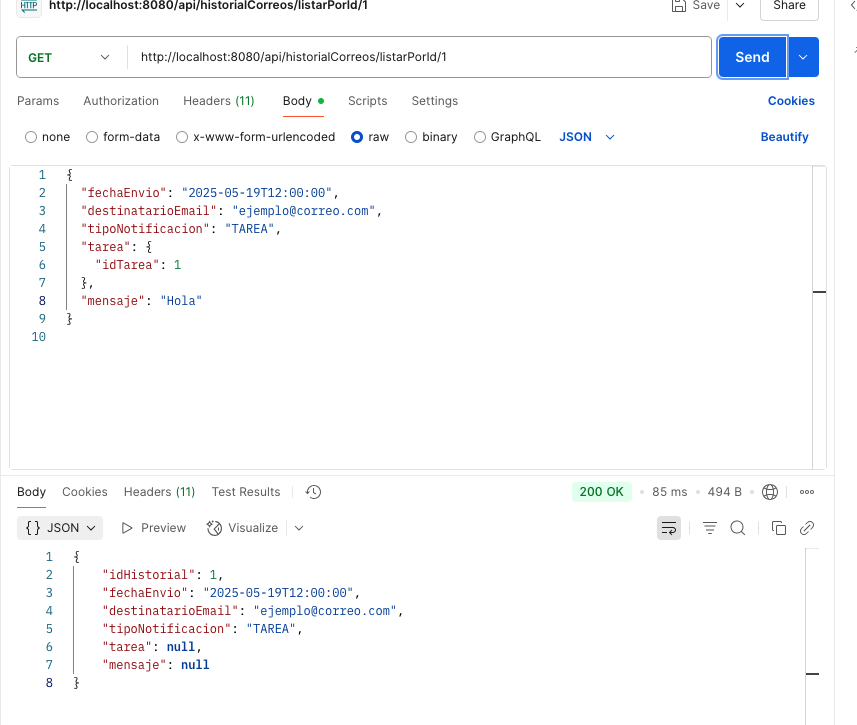 HTTP http://localhost:8080/api/historialCorreos/listarPorId/1 Save Share
GET http://localhost:8080/api/historialCorreos/listarPorId/1 Send
Params Authorization Headers (11) Body Scripts Settings Cookies
none form-data x-www-form-urlencoded raw binary GraphQL JSON Beautify
1 {
2 "fechaEnvio": "2025-05-19T12:00:00",
3 "destinatarioEmail": "ejemplo@correo.com",
4 "tipoNotificacion": "TAREA",
5 "tarea": {
6 "idTarea": 1
7 },
8 "mensaje": "Hola"
9 }
10
Body Cookies Headers (11) Test Results 200 OK • 85 ms • 494 B •
{} JSON Preview Visualize
1 {
2 "idHistorial": 1,
3 "fechaEnvio": "2025-05-19T12:00:00",
4 "destinatarioEmail": "ejemplo@correo.com",
5 "tipoNotificacion": "TAREA",
6 "tarea": null,
7 "mensaje": null
8 }